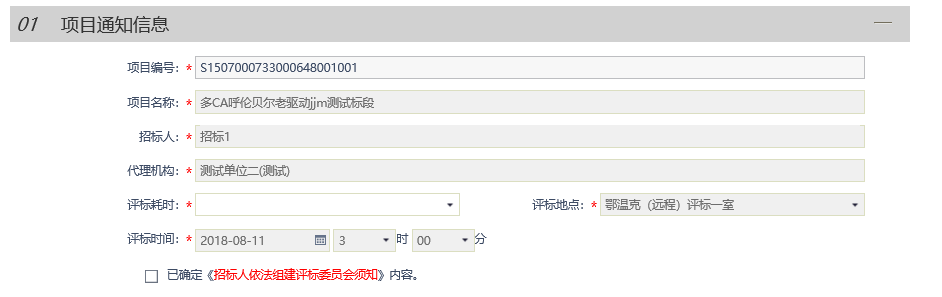 01 项目通知信息
项目编号：* S1507000733000648001001
项目名称：* 多CA呼伦贝尔老驱动jjm测试标段
招标人：* 招标1
代理机构：* 测试单位二(测试)
评标耗时：* 评标地点：* 鄂温克（远程）评标一室
评标时间：* 2018-08-11 3 时 00 分
已确定《招标人依法组建评标委员会须知》内容。